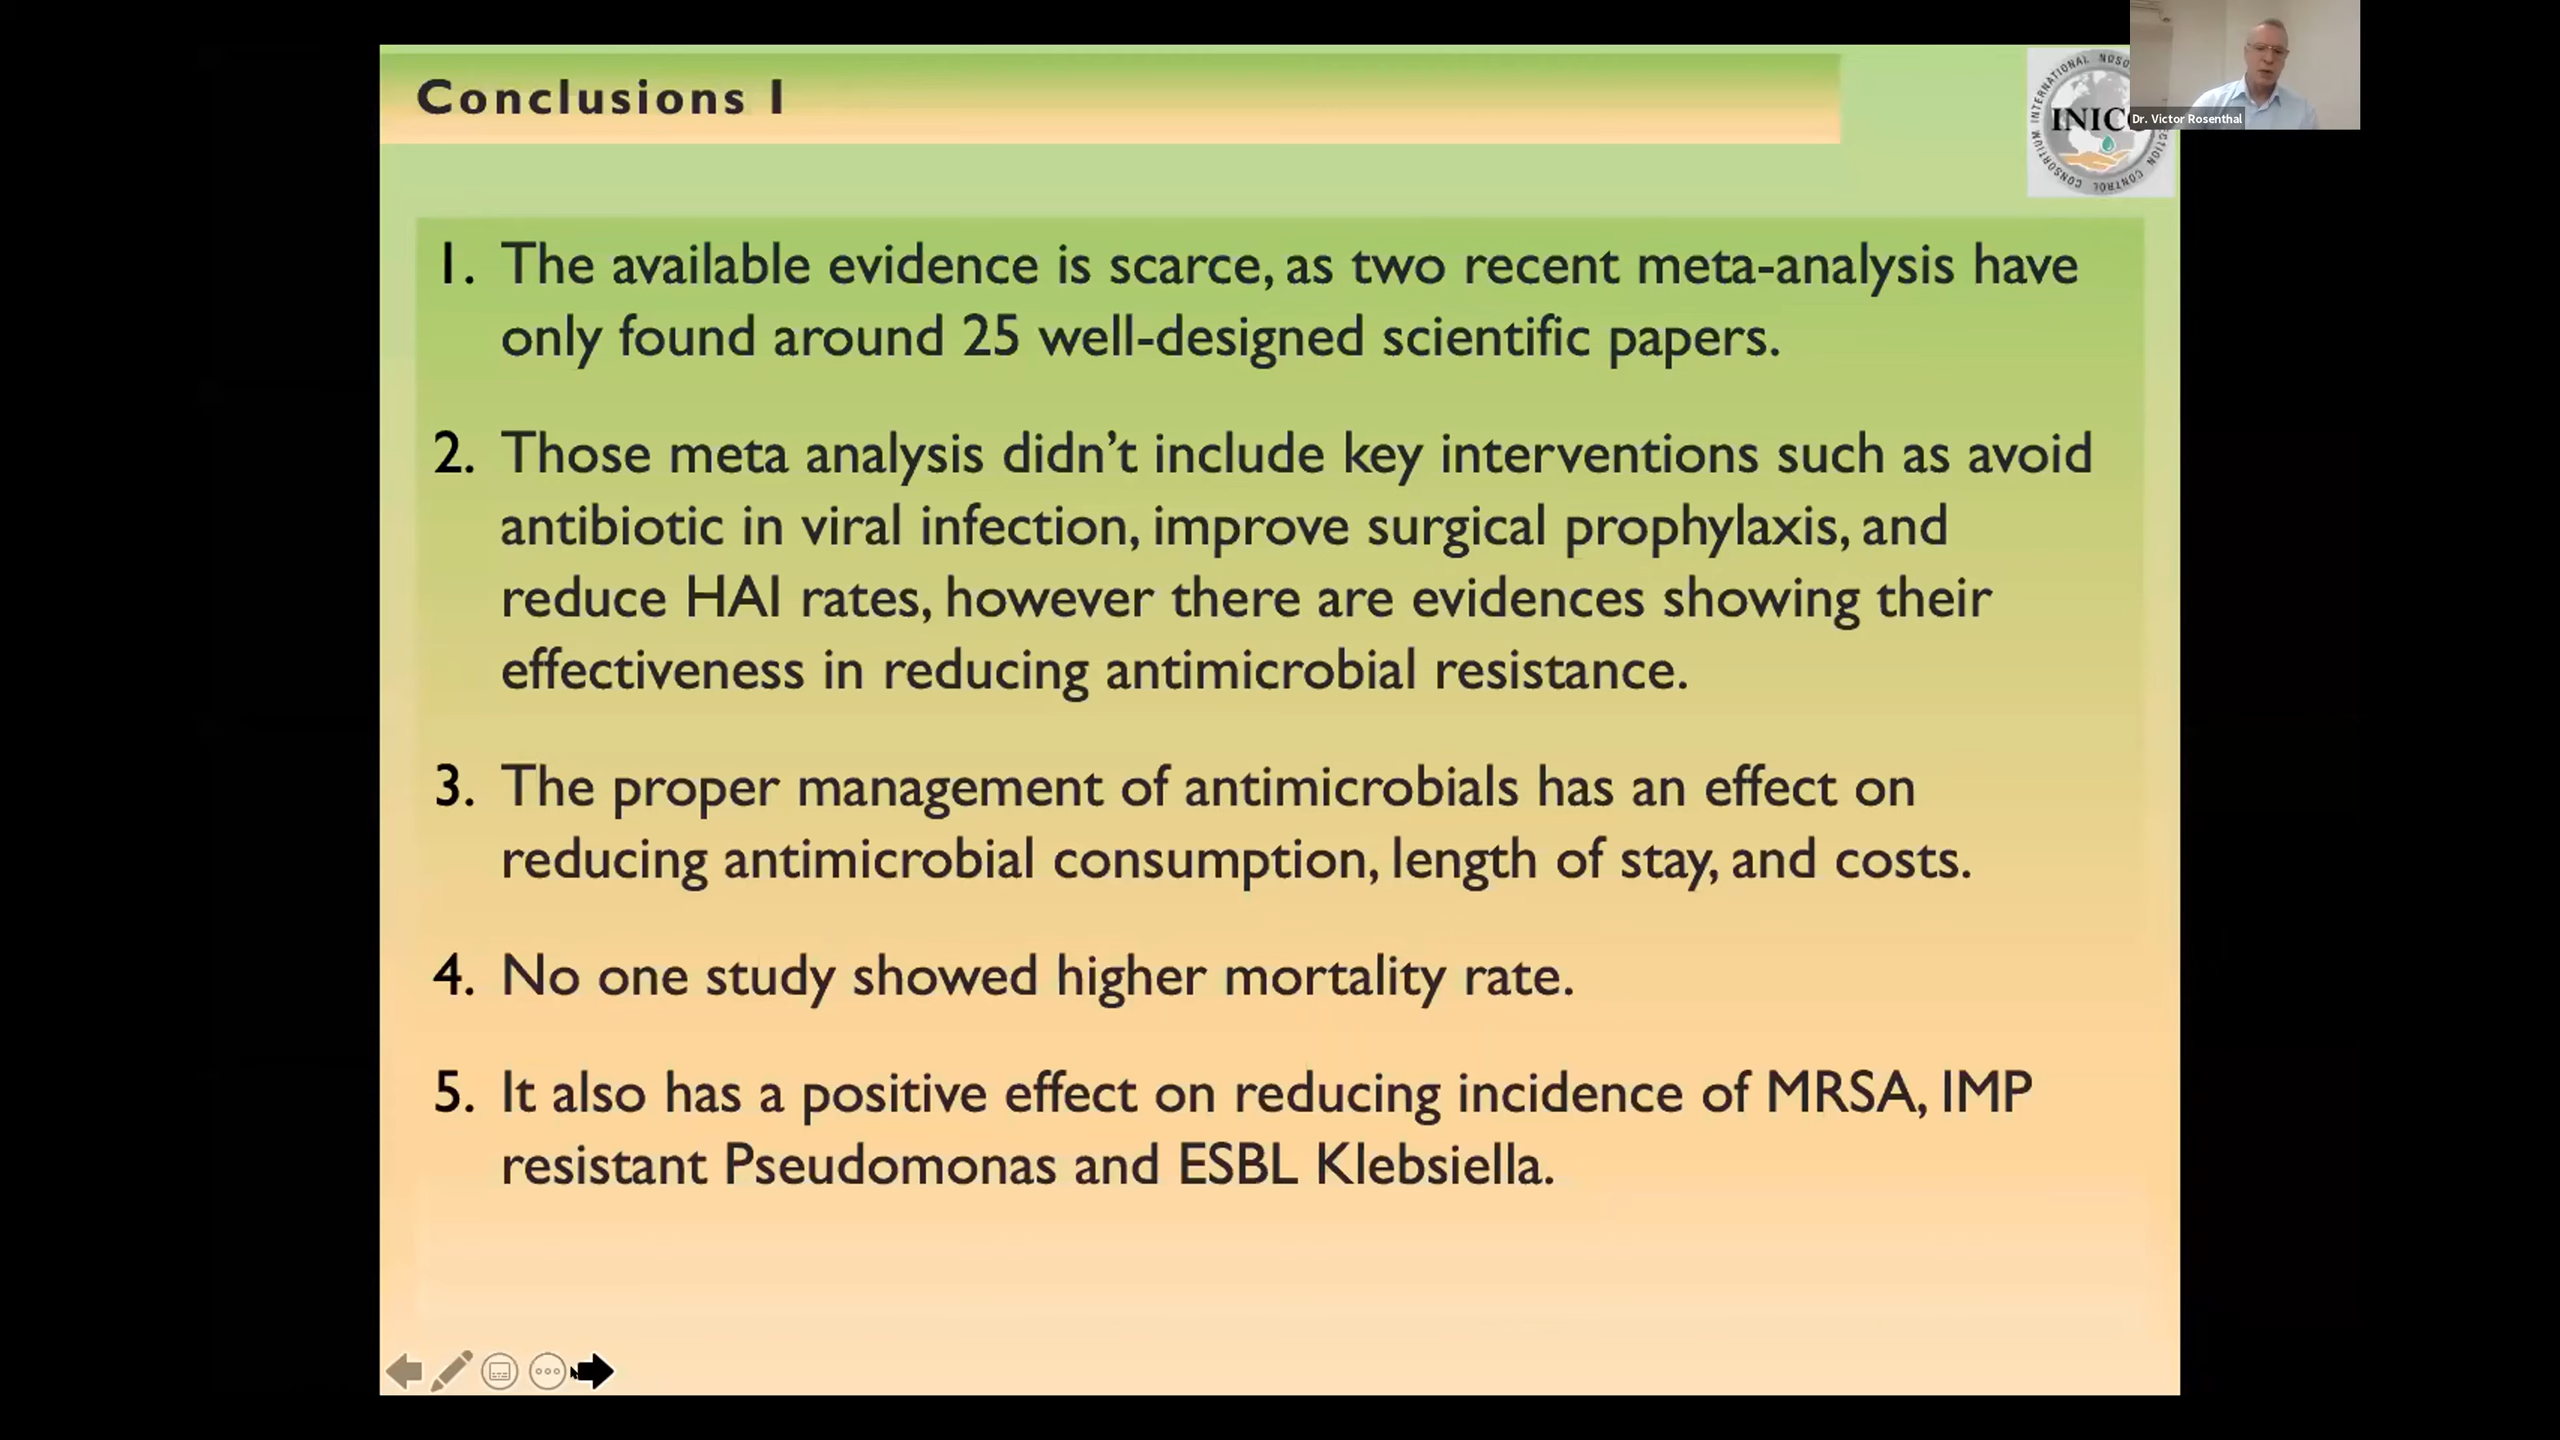 Conclusions I
INTERNATIONAL NOSO
INIC
CTION CONTROL CONSORTIUM
Dr. Victor Rosenthal
1. The available evidence is scarce, as two recent meta-analysis have
only found around 25 well-designed scientific papers.
2. Those meta analysis didn’t include key interventions such as avoid
antibiotic in viral infection, improve surgical prophylaxis, and
reduce HAI rates, however there are evidences showing their
effectiveness in reducing antimicrobial resistance.
3. The proper management of antimicrobials has an effect on
reducing antimicrobial consumption, length of stay, and costs.
4. No one study showed higher mortality rate.
5. It also has a positive effect on reducing incidence of MRSA, IMP
resistant Pseudomonas and ESBL Klebsiella.